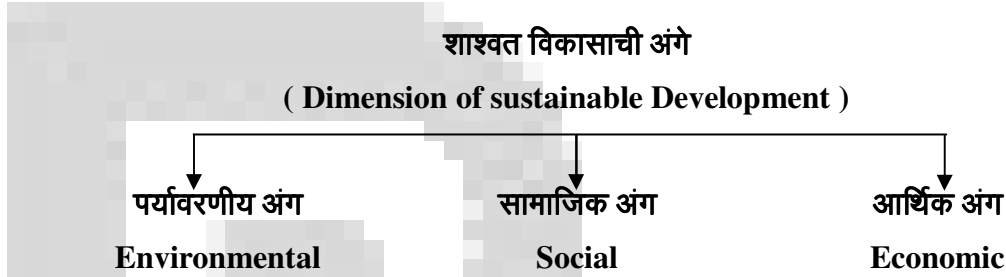 शाश्वत विकासाची अंगे
( Dimension of sustainable Development )
पर्यावरणीय अंग सामाजिक अंग आर्थिक अंग
Environmental Social Economic